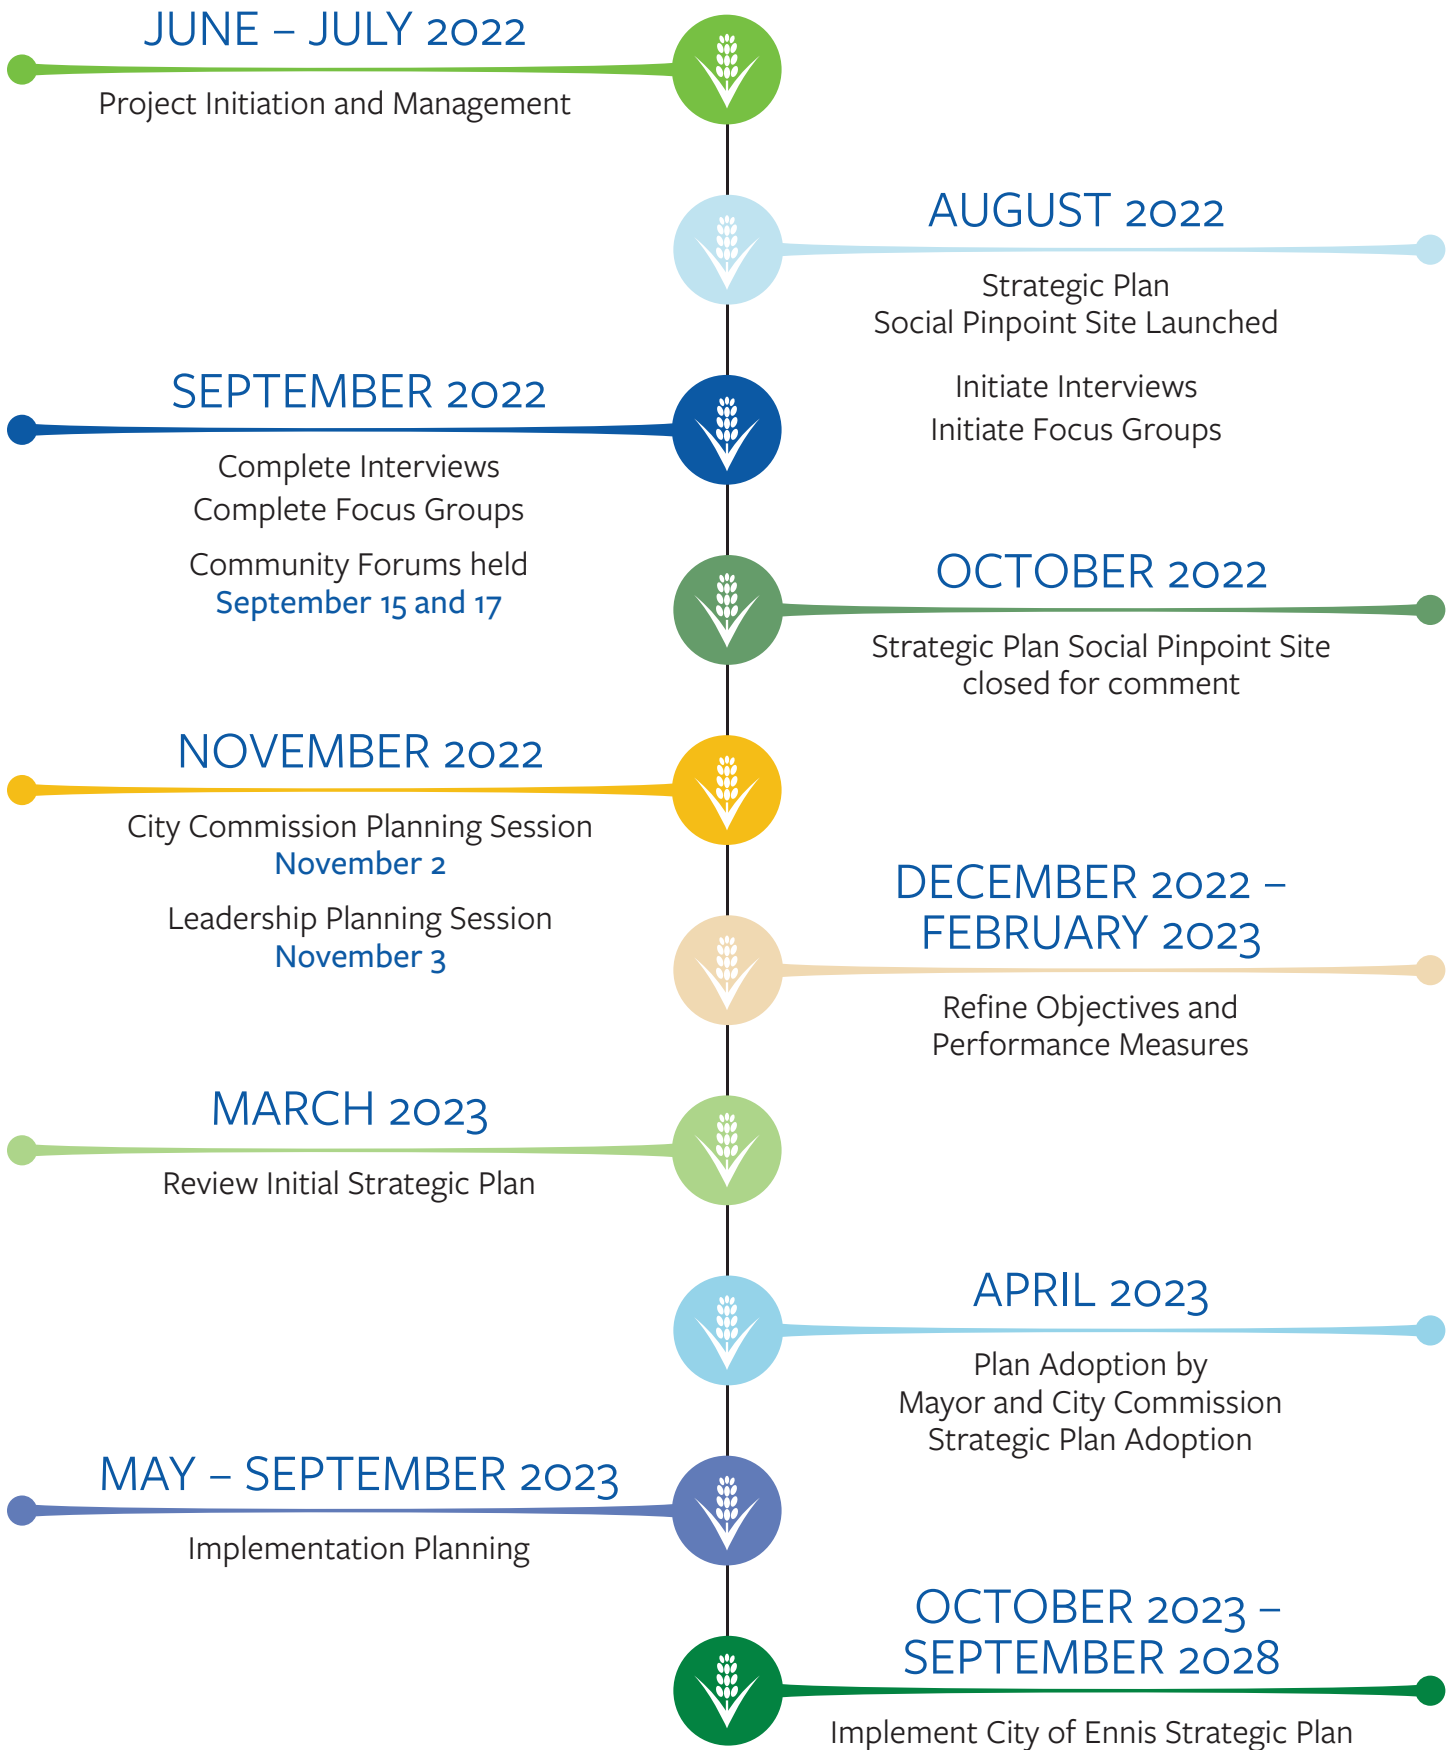 JUNE – JULY 2022
Project Initiation and Management
AUGUST 2022
Strategic Plan
Social Pinpoint Site Launched
Initiate Interviews
Initiate Focus Groups
SEPTEMBER 2022
Complete Interviews
Complete Focus Groups
Community Forums held
September 15 and 17
OCTOBER 2022
Strategic Plan Social Pinpoint Site
closed for comment
NOVEMBER 2022
City Commission Planning Session
November 2
Leadership Planning Session
November 3
DECEMBER 2022 –
FEBRUARY 2023
Refine Objectives and
Performance Measures
MARCH 2023
Review Initial Strategic Plan
APRIL 2023
Plan Adoption by
Mayor and City Commission
Strategic Plan Adoption
MAY – SEPTEMBER 2023
Implementation Planning
OCTOBER 2023 –
SEPTEMBER 2028
Implement City of Ennis Strategic Plan